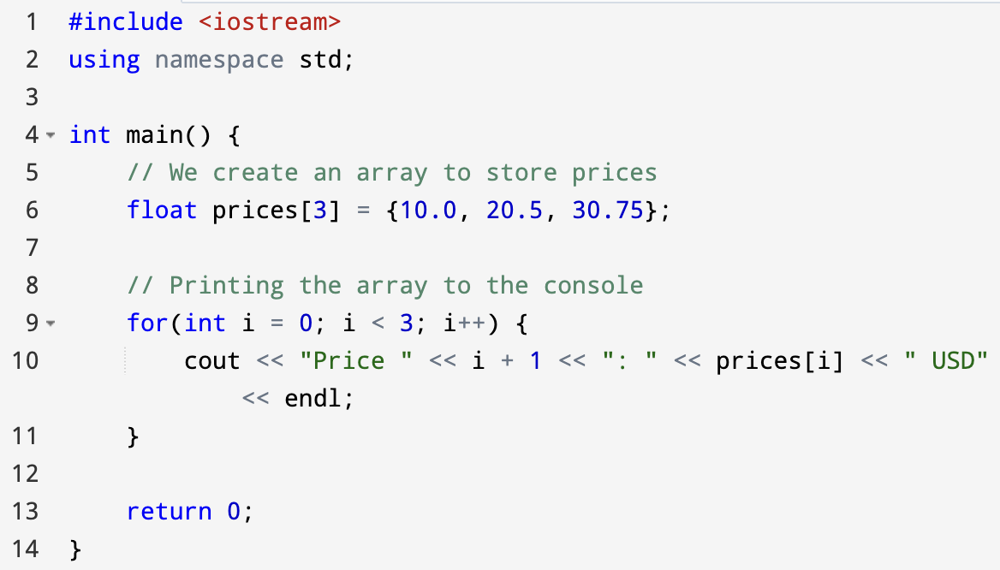 1 #include <iostream>
2 using namespace std;
3
4 int main() {
5     // We create an array to store prices
6     float prices[3] = {10.0, 20.5, 30.75};
7
8     // Printing the array to the console
9     for(int i = 0; i < 3; i++) {
10         cout << "Price " << i + 1 << ": " << prices[i] << " USD"
             << endl;
11     }
12
13     return 0;
14 }